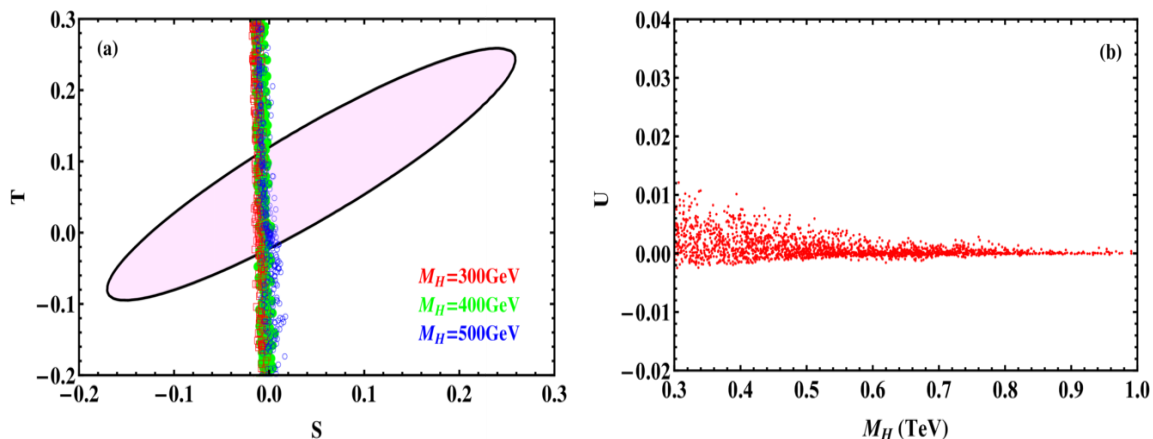 (a)
T
0.3
0.2
0.1
0.0
−0.1
−0.2
−0.2 −0.1 0.0 0.1 0.2 0.3
S
M_H=300GeV
M_H=400GeV
M_H=500GeV
(b)
U
0.04
0.03
0.02
0.01
0.00
−0.01
−0.02
0.3 0.4 0.5 0.6 0.7 0.8 0.9 1.0
M_H (TeV)